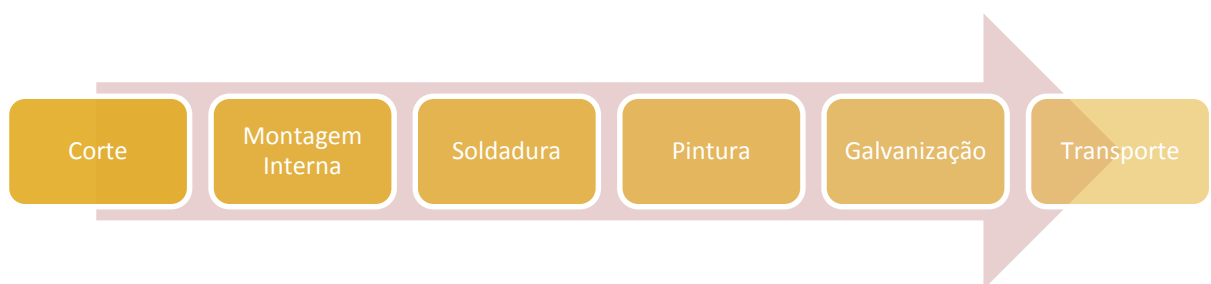 Corte
Montagem
Interna
Soldadura
Pintura
Galvanização
Transporte